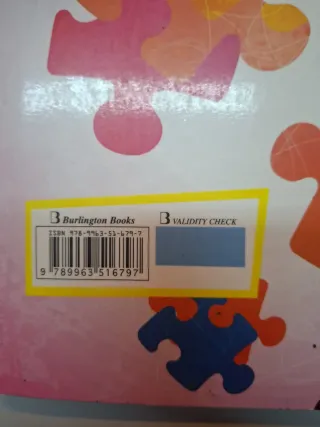 B Burlington Books
B VALIDITY CHECK
ISBN 978-9963-51-679-7
9 789963 516797